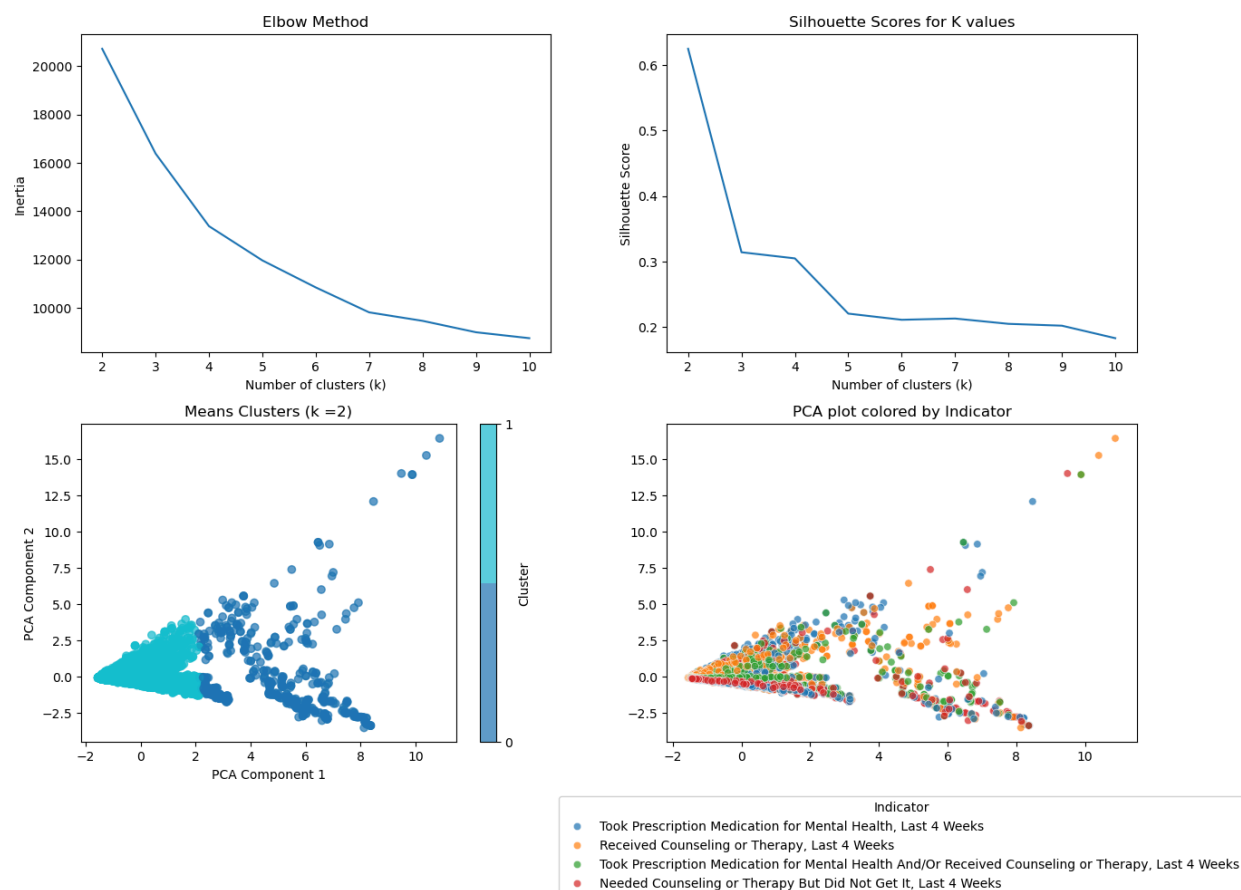 Elbow Method
20000
18000
16000
14000
12000
10000
Inertia
2 3 4 5 6 7 8 9 10
Number of clusters (k)
Silhouette Scores for K values
0.6
0.5
0.4
0.3
0.2
Silhouette Score
2 3 4 5 6 7 8 9 10
Number of clusters (k)
Means Clusters (k =2)
15.0
12.5
10.0
7.5
5.0
2.5
0.0
−2.5
PCA Component 2
−2 0 2 4 6 8 10
PCA Component 1
1
0
Cluster
PCA plot colored by Indicator
15.0
12.5
10.0
7.5
5.0
2.5
0.0
−2.5
−2 0 2 4 6 8 10
Indicator
Took Prescription Medication for Mental Health, Last 4 Weeks
Received Counseling or Therapy, Last 4 Weeks
Took Prescription Medication for Mental Health And/Or Received Counseling or Therapy, Last 4 Weeks
Needed Counseling or Therapy But Did Not Get It, Last 4 Weeks